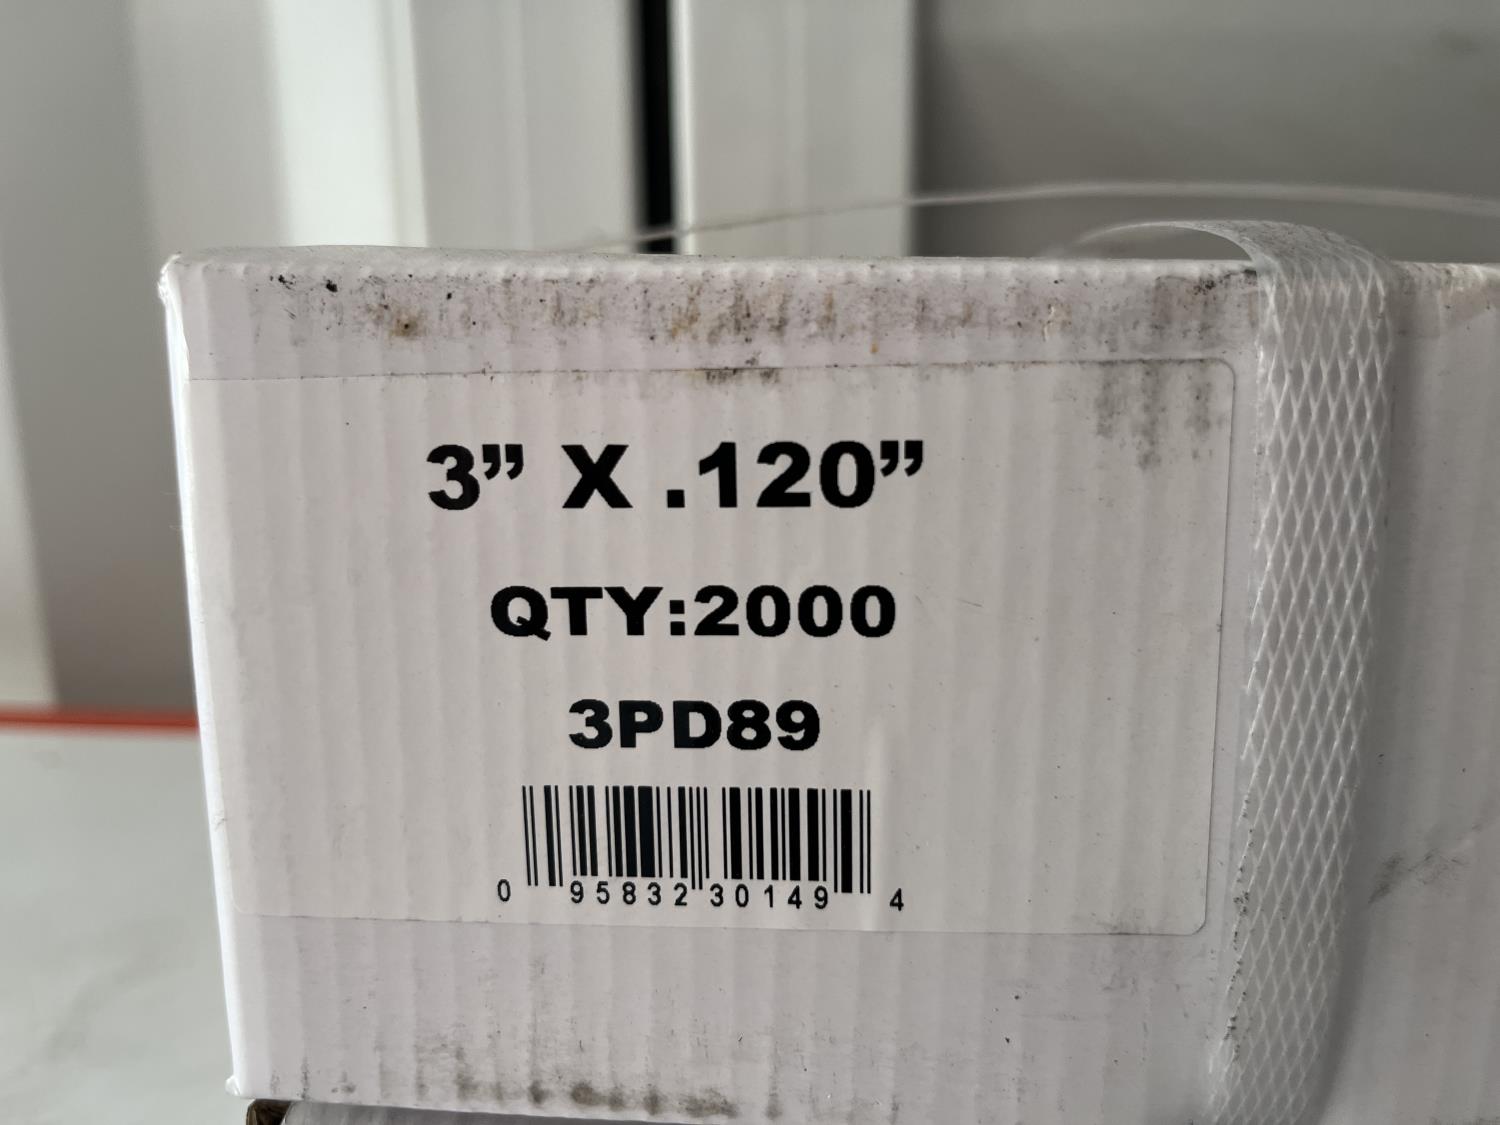 3” X .120”
QTY:2000
3PD89
0 95832 30149 4